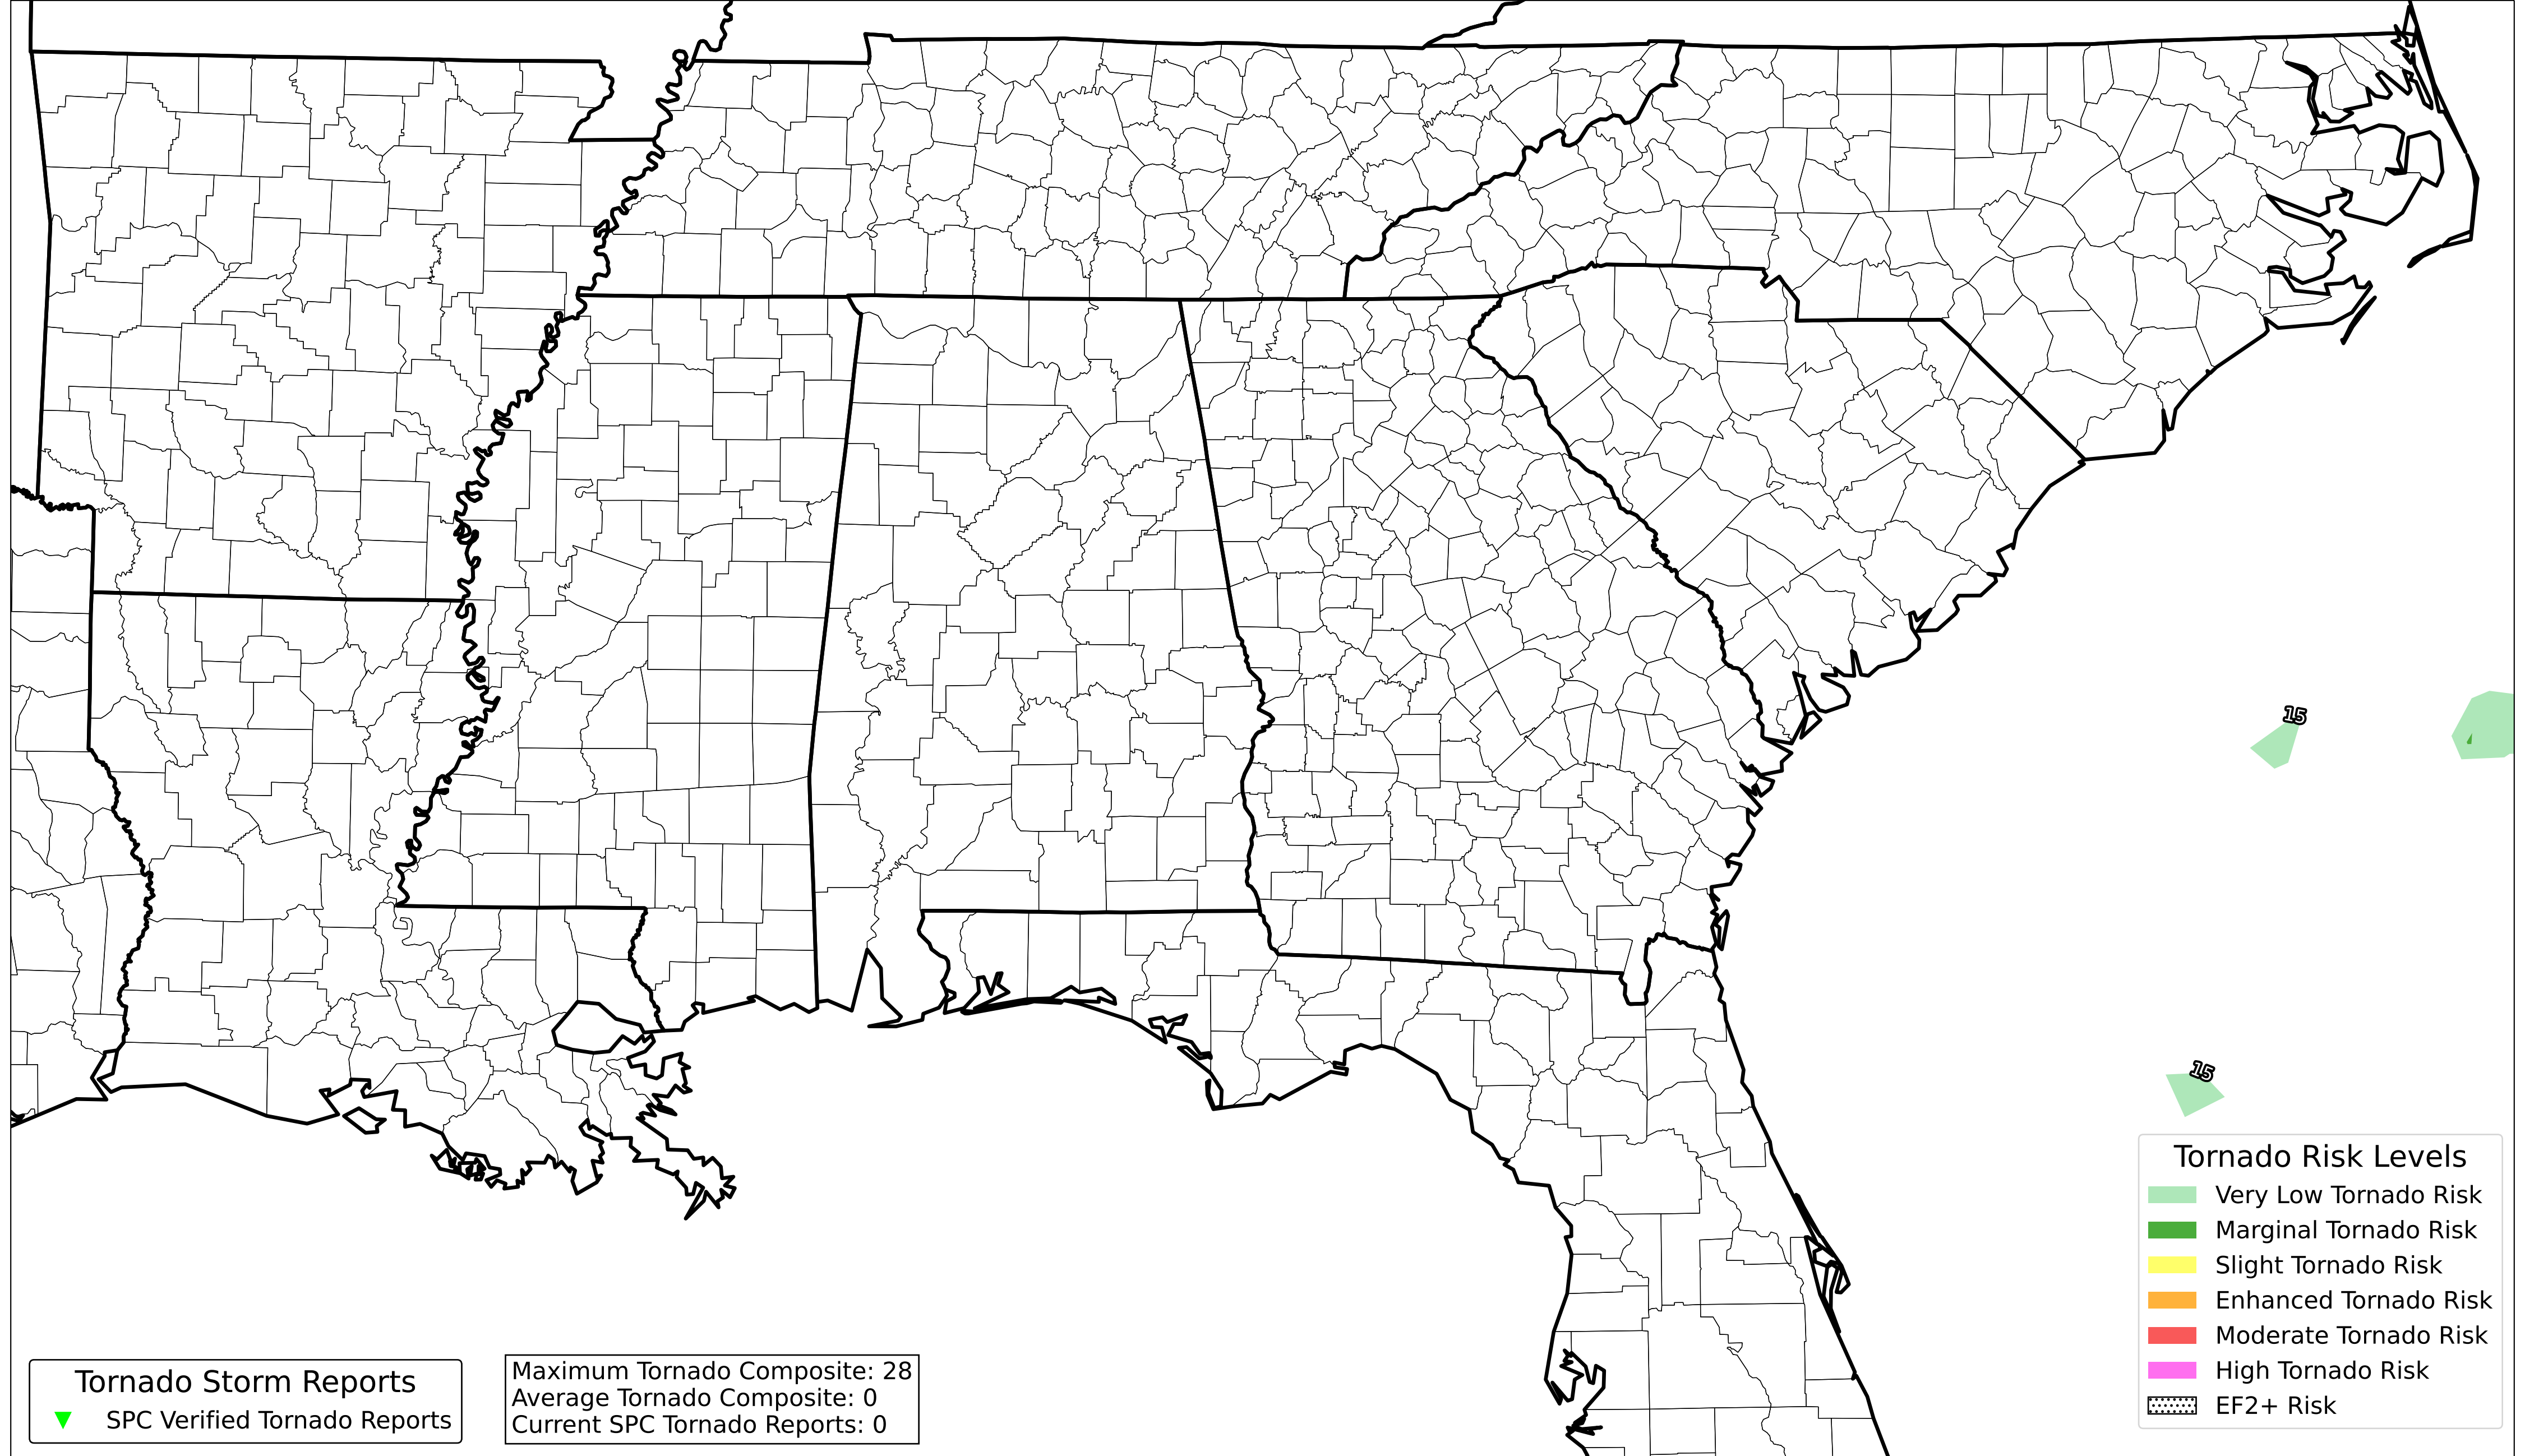 15
15
Tornado Risk Levels
Very Low Tornado Risk
Marginal Tornado Risk
Slight Tornado Risk
Enhanced Tornado Risk
Moderate Tornado Risk
High Tornado Risk
EF2+ Risk
Tornado Storm Reports
SPC Verified Tornado Reports
Maximum Tornado Composite: 28
Average Tornado Composite: 0
Current SPC Tornado Reports: 0